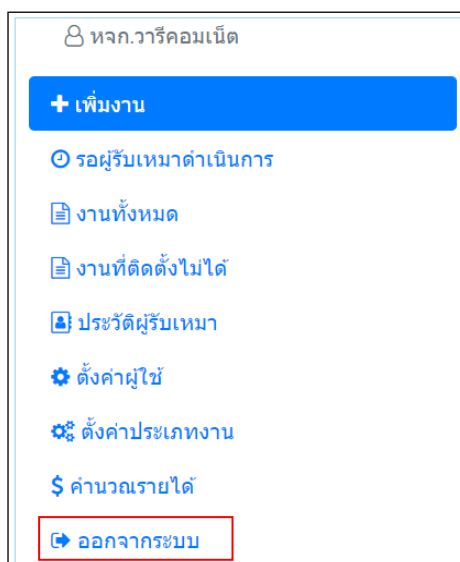 หจก.วารีคอมเน็ต
เพิ่มงาน
รอผู้รับเหมาดำเนินการ
งานทั้งหมด
งานที่ติดตั้งไม่ได้
ประวัติผู้รับเหมา
ตั้งค่าผู้ใช้
ตั้งค่าประเภทงาน
$ คำนวณรายได้
ออกจากระบบ